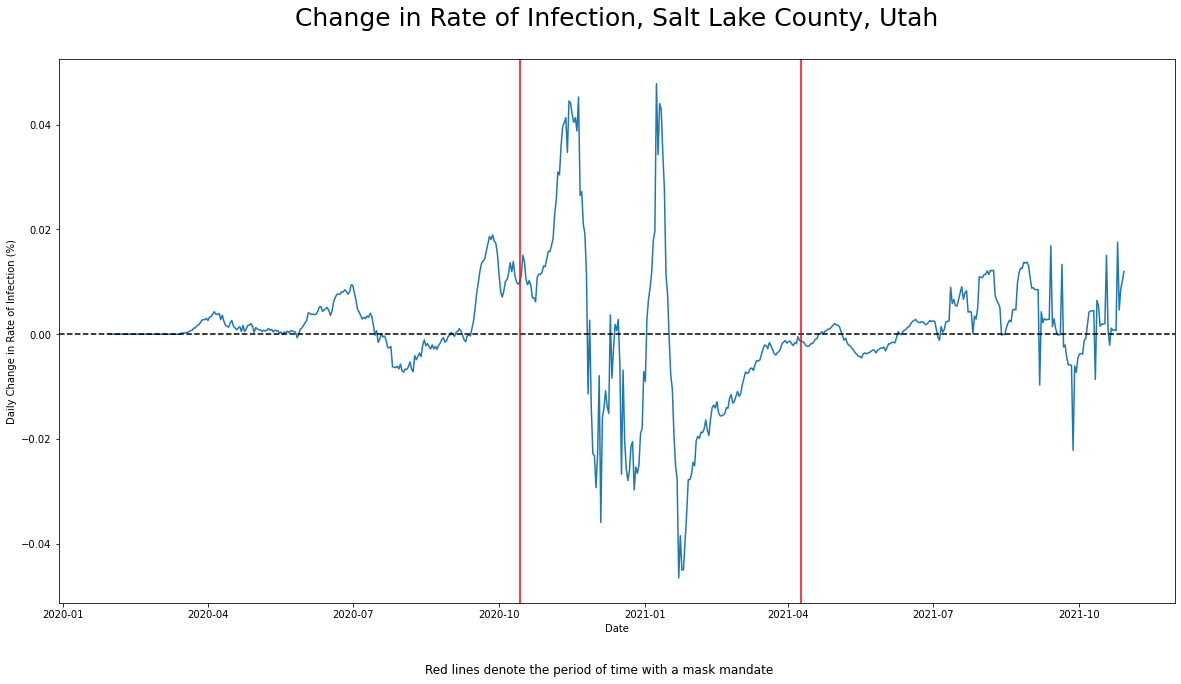 Change in Rate of Infection, Salt Lake County, Utah
Daily Change in Rate of Infection (%)
0.04
0.02
0.00
−0.02
−0.04
2020-01 2020-04 2020-07 2020-10 2021-01 2021-04 2021-07 2021-10
Date
Red lines denote the period of time with a mask mandate